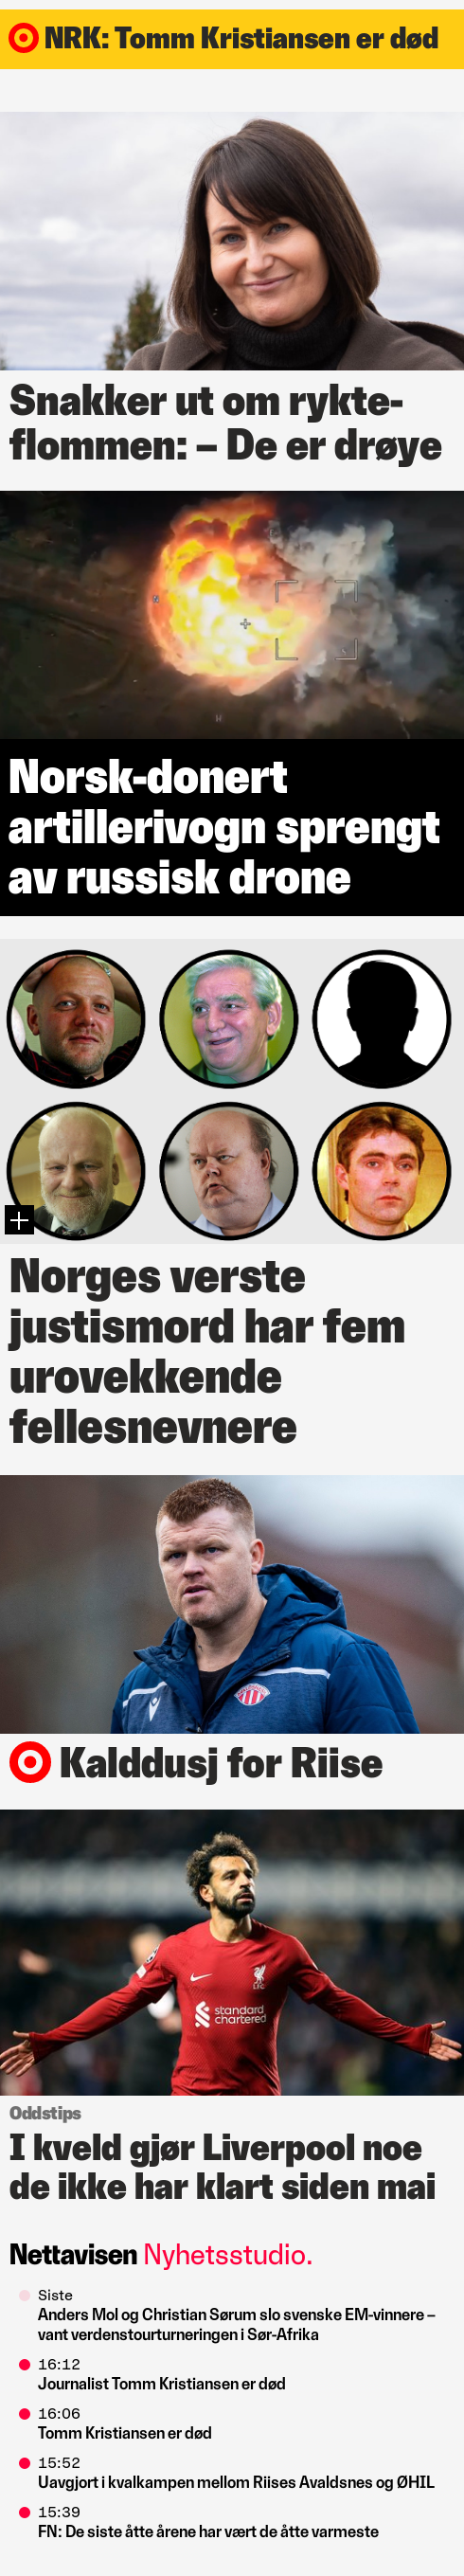 NRK: Tomm Kristiansen er død
Snakker ut om rykte-
flommen: – De er drøye
Norsk-donert
artillerivogn sprengt
av russisk drone
Norges verste
justismord har fem
urovekkende
fellesnevnere
Kalddusj for Riise
standard
chartered
L.F.C.
Oddstips
I kveld gjør Liverpool noe
de ikke har klart siden mai
Nettavisen Nyhetsstudio.
Siste
Anders Mol og Christian Sørum slo svenske EM-vinnere –
vant verdenstourturneringen i Sør-Afrika
16:12
Journalist Tomm Kristiansen er død
16:06
Tomm Kristiansen er død
15:52
Uavgjort i kvalkampen mellom Riises Avaldsnes og ØHIL
15:39
FN: De siste åtte årene har vært de åtte varmeste